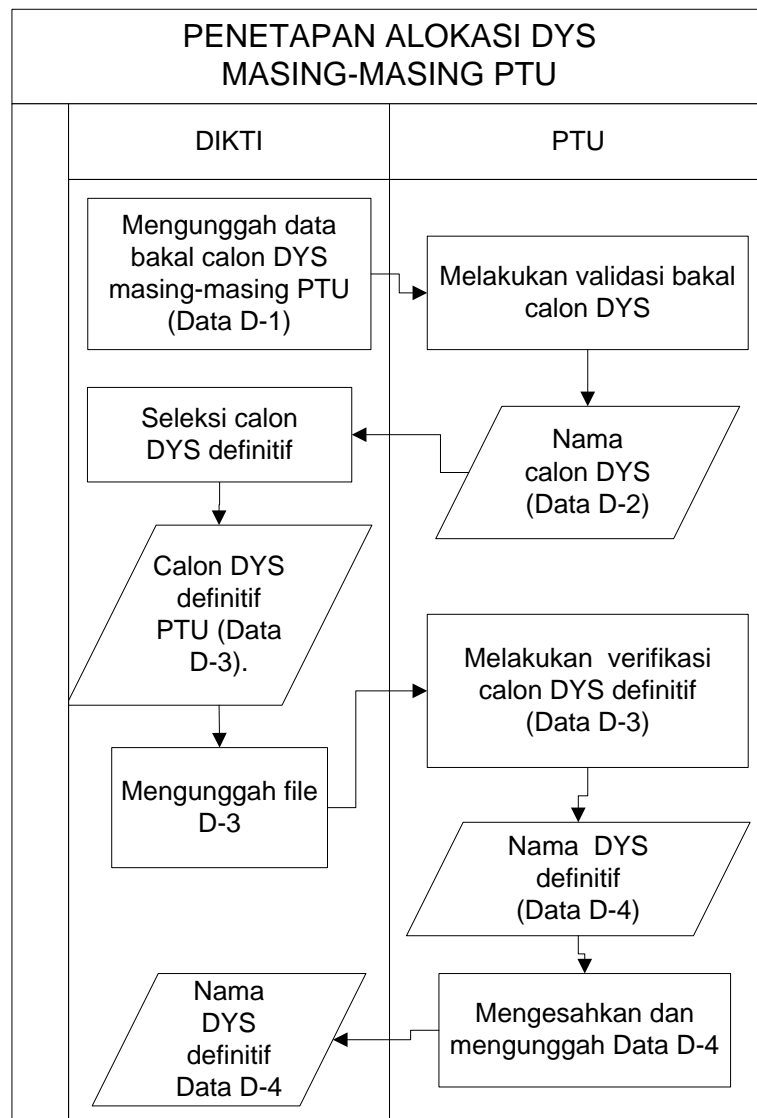 PENETAPAN ALOKASI DYS
MASING-MASING PTU
DIKTI
PTU
Mengunggah data
bakal calon DYS
masing-masing PTU
(Data D-1)
Melakukan validasi bakal
calon DYS
Nama
calon DYS
(Data D-2)
Seleksi calon
DYS definitif
Calon DYS
definitif
PTU (Data
D-3).
Mengunggah file
D-3
Melakukan verifikasi
calon DYS definitif
(Data D-3)
Nama DYS
definitif
(Data D-4)
Mengesahkan dan
mengunggah Data D-4
Nama
DYS
definitif
Data D-4